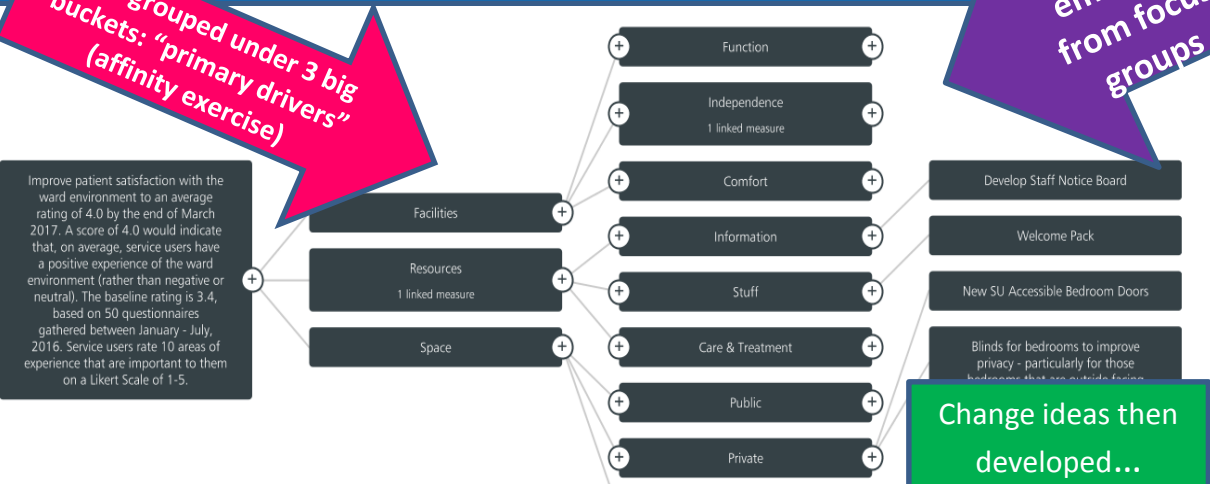 grouped under 3 big
buckets: “primary drivers”
(affinity exercise)
from focus
groups
Improve patient satisfaction with the
ward environment to an average
rating of 4.0 by the end of March
2017. A score of 4.0 would indicate
that, on average, service users have
a positive experience of the ward
environment (rather than negative or
neutral). The baseline rating is 3.4,
based on 50 questionnaires
gathered between January - July,
2016. Service users rate 10 areas of
experience that are important to them
on a Likert Scale of 1-5.
Facilities
Resources
1 linked measure
Space
Function
Independence
1 linked measure
Comfort
Information
Stuff
Care & Treatment
Public
Private
Develop Staff Notice Board
Welcome Pack
New SU Accessible Bedroom Doors
Blinds for bedrooms to improve
privacy - particularly for those
bedrooms that are outside facing
Change ideas then
developed...